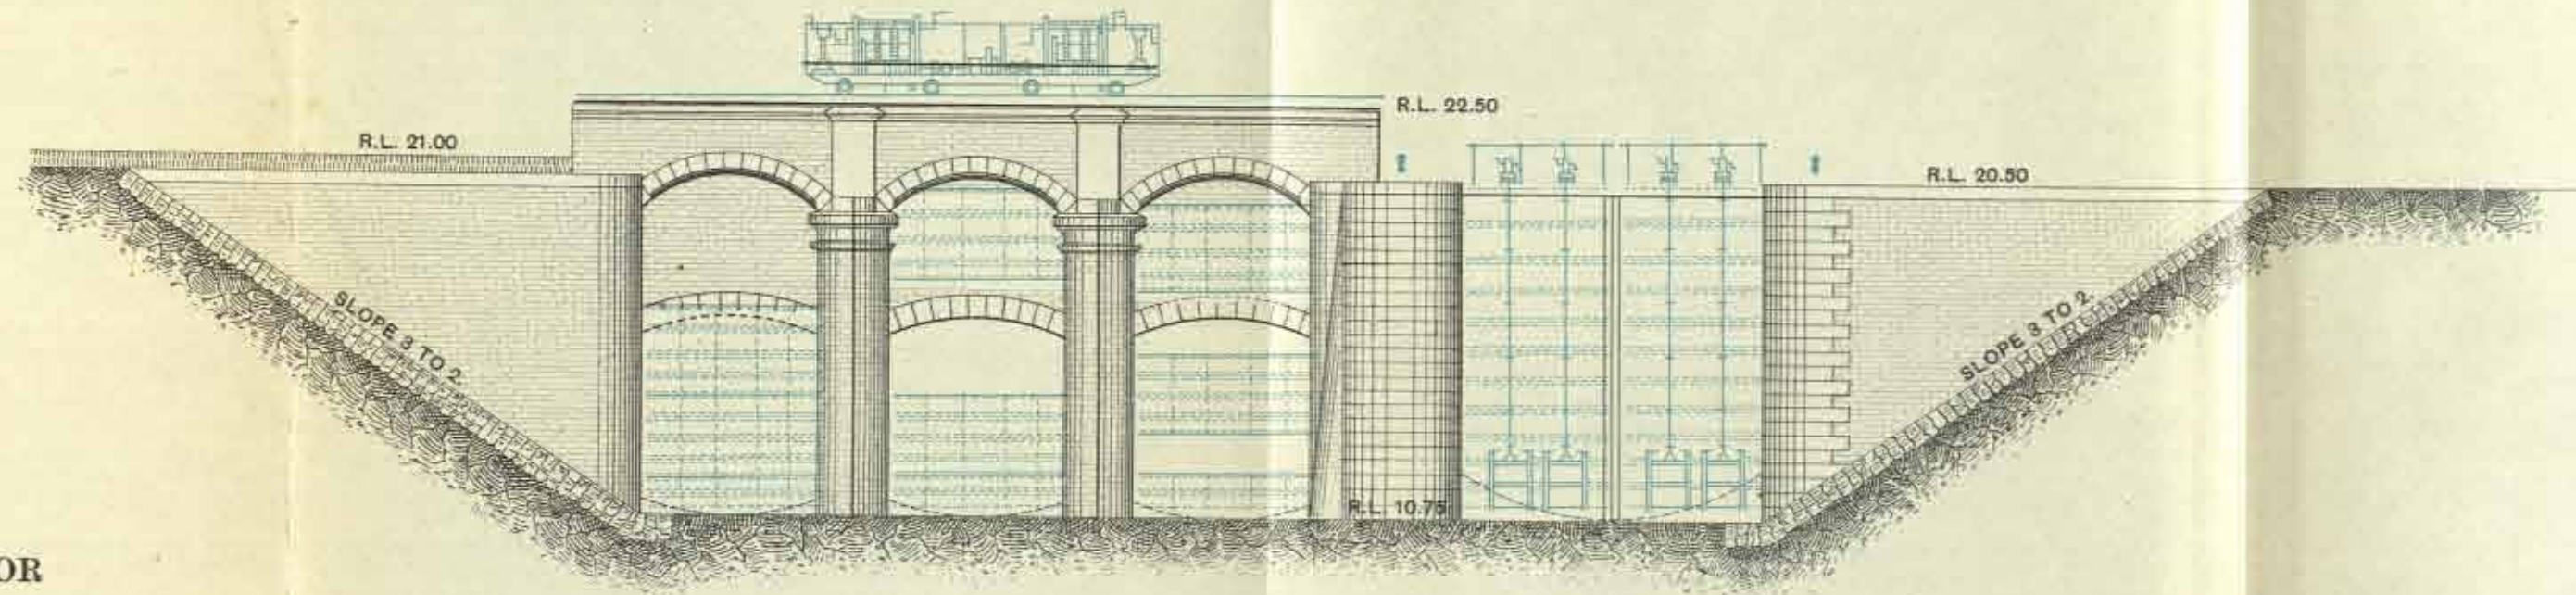 R.L. 22.50
R.L. 21.00
R.L. 20.50
SLOPE 3 TO 2.
SLOPE 3 TO 2.
R.L. 10.75
OR